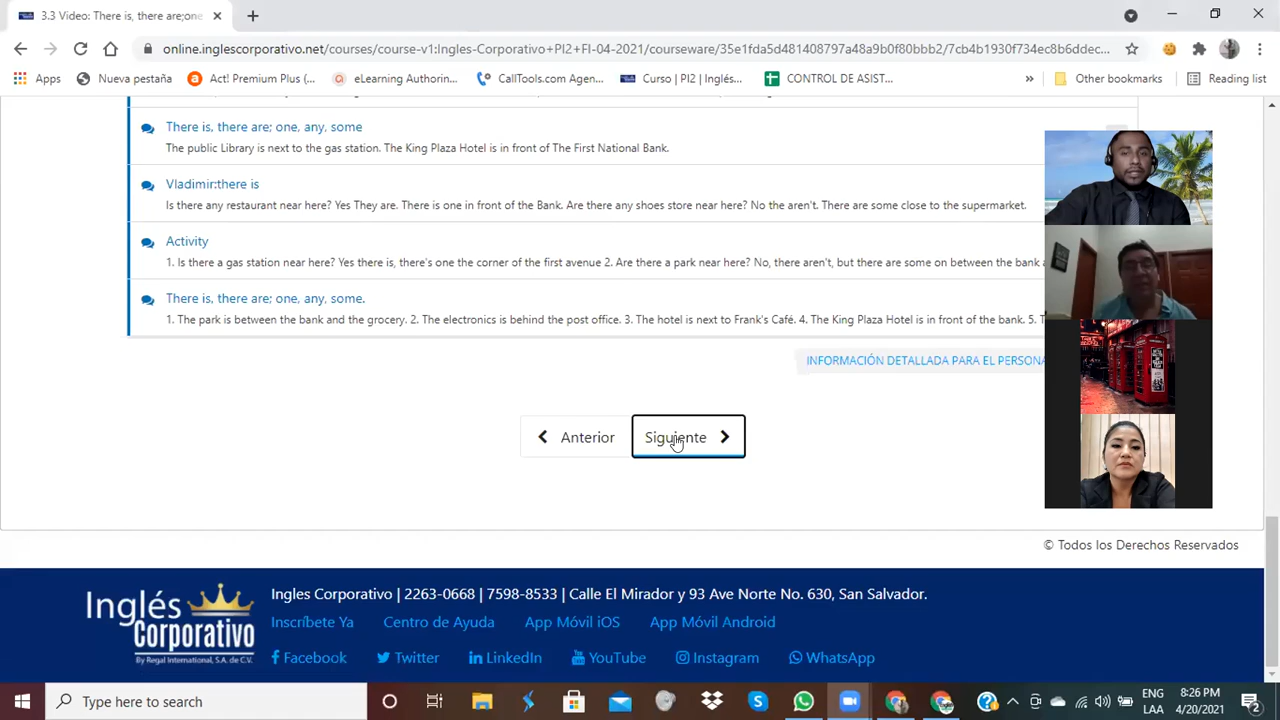 3.3 Video: There is, there are;one
online.inglescorporativo.net/courses/course-v1:Ingles-Corporativo+PI2+FI-04-2021/courseware/35e1fda5d481408797a48a9b0f80bbb2/7cb4b1930f734ec8b6ddec...
Apps Nueva pestaña Act! Premium Plus (... eLearning Authorin... CallTools.com Agen... Curso | PI2 | Inglés... CONTROL DE ASIST... » Other bookmarks Reading list
There is, there are; one, any, some
The public Library is next to the gas station. The King Plaza Hotel is in front of The First National Bank.
Vladimir:there is
Is there any restaurant near here? Yes They are. There is one in front of the Bank. Are there any shoes store near here? No the aren't. There are some close to the supermarket.
Activity
1. Is there a gas station near here? Yes there is, there's one the corner of the first avenue 2. Are there a park near here? No, there aren't, but there are some on between the bank a
There is, there are; one, any, some.
1. The park is between the bank and the grocery. 2. The electronics is behind the post office. 3. The hotel is next to Frank's Café. 4. The King Plaza Hotel is in front of the bank. 5. T
INFORMACIÓN DETALLADA PARA EL PERSONA
Anterior Siguiente
© Todos los Derechos Reservados
Inglés Corporativo
By Regal International, S.A. de C.V.
Ingles Corporativo | 2263-0668 | 7598-8533 | Calle El Mirador y 93 Ave Norte No. 630, San Salvador.
Inscríbete Ya Centro de Ayuda App Móvil iOS App Móvil Android
Facebook Twitter LinkedIn YouTube Instagram WhatsApp
Type here to search
ENG 8:26 PM
LAA 4/20/2021 2